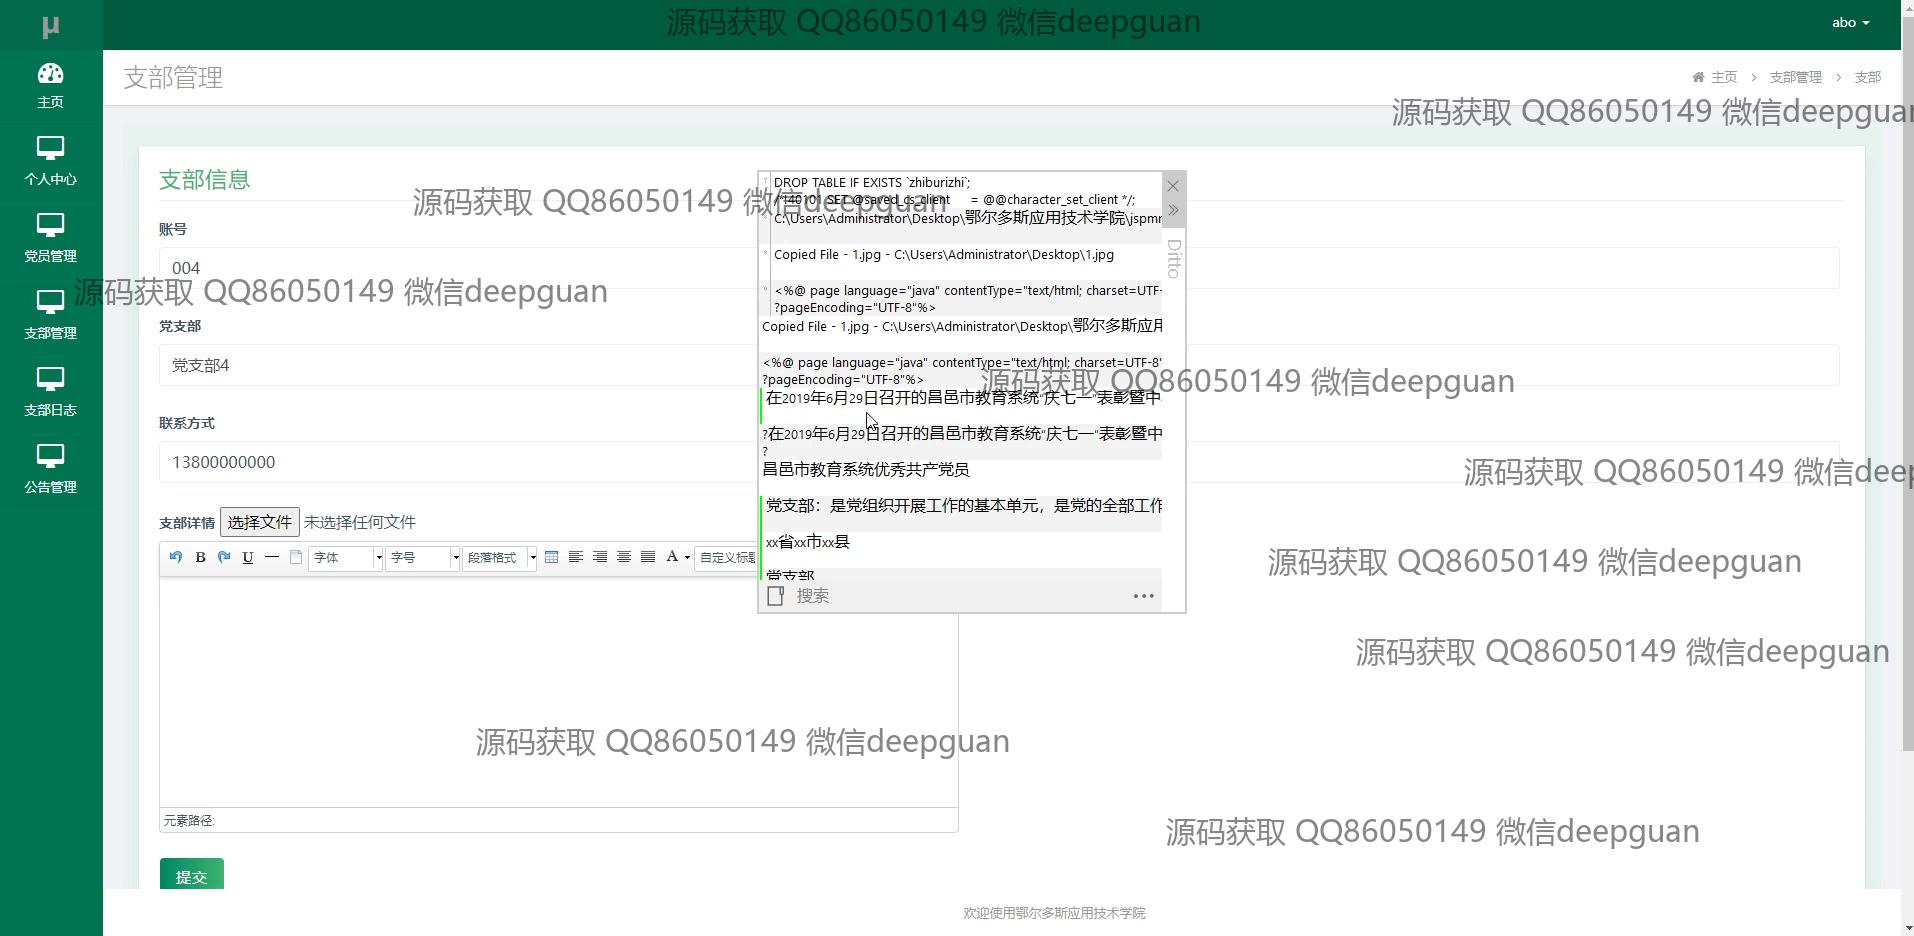 µ
源码获取 QQ86050149 微信deepguan
abo
主页
个人中心
党员管理
支部管理
支部日志
公告管理
支部管理
主页 > 支部管理 > 支部
源码获取 QQ86050149 微信deepguan
支部信息
源码获取 QQ86050149 微信deepguan
账号
004
源码获取 QQ86050149 微信deepguan
党支部
党支部4
源码获取 QQ86050149 微信deepguan
联系方式
13800000000
源码获取 QQ86050149 微信deep
支部详情 选择文件 未选择任何文件
B U 字体 字号 段落格式 A 自定义标题
源码获取 QQ86050149 微信deepguan
源码获取 QQ86050149 微信deepguan
源码获取 QQ86050149 微信deepguan
元素路径:
源码获取 QQ86050149 微信deepguan
提交
欢迎使用鄂尔多斯应用技术学院
DROP TABLE IF EXISTS `zhiburizhi`;
/*!40101 SET @saved_cs_client     = @@character_set_client */;
C:\Users\Administrator\Desktop\鄂尔多斯应用技术学院\jspmr
Copied File - 1.jpg - C:\Users\Administrator\Desktop\1.jpg
<%@ page language="java" contentType="text/html; charset=UTF-
?pageEncoding="UTF-8"%>
Copied File - 1.jpg - C:\Users\Administrator\Desktop\鄂尔多斯应用
<%@ page language="java" contentType="text/html; charset=UTF-8"
?pageEncoding="UTF-8"%>
在2019年6月29日召开的昌邑市教育系统“庆七一”表彰暨中
?在2019年6月29日召开的昌邑市教育系统“庆七一”表彰暨中
?
昌邑市教育系统优秀共产党员
党支部：是党组织开展工作的基本单元，是党的全部工作
xx省xx市xx县
党支部
搜索
Ditto